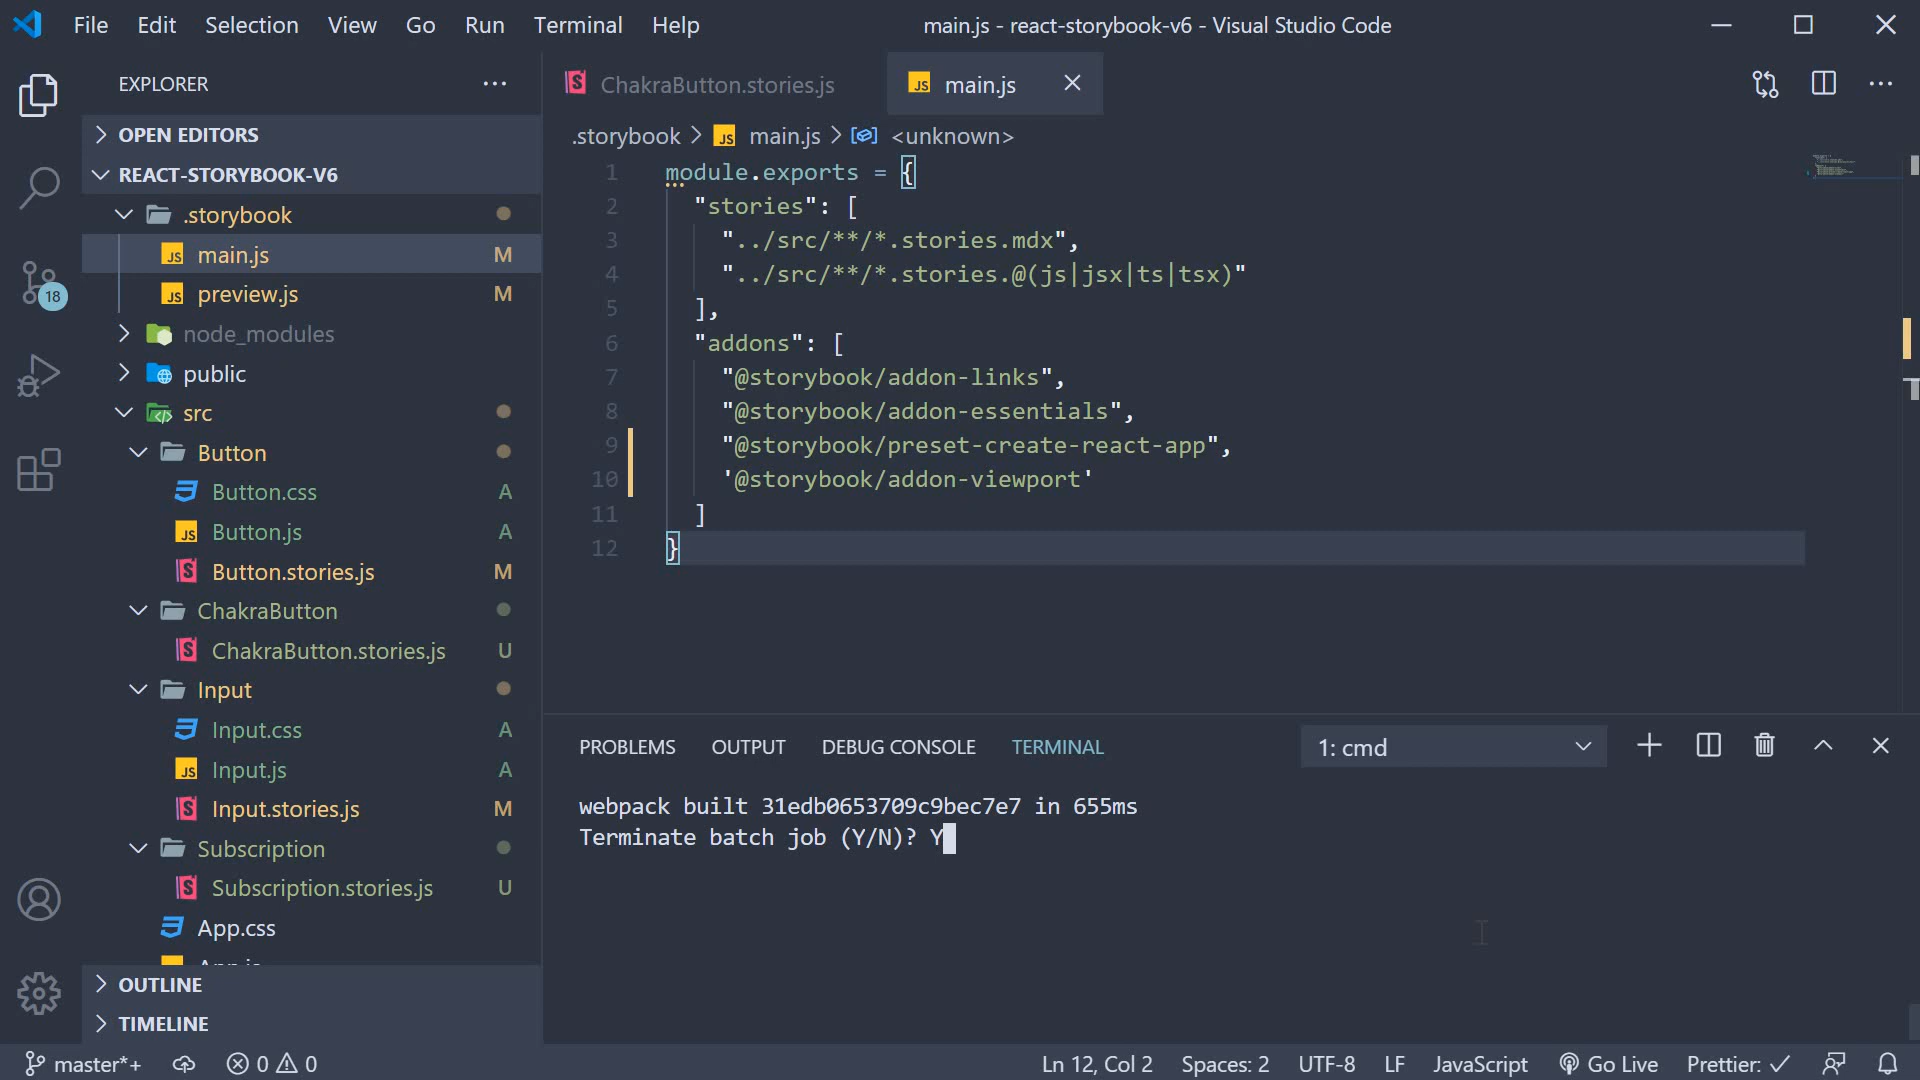 File Edit Selection View Go Run Terminal Help
main.js - react-storybook-v6 - Visual Studio Code
EXPLORER
OPEN EDITORS
REACT-STORYBOOK-V6
.storybook
main.js M
preview.js M
node_modules
public
src
Button
Button.css A
Button.js A
Button.stories.js M
ChakraButton
ChakraButton.stories.js U
Input
Input.css A
Input.js A
Input.stories.js M
Subscription
Subscription.stories.js U
App.css
App.js
OUTLINE
TIMELINE
18
ChakraButton.stories.js
JS main.js
.storybook > JS main.js > <unknown>
1 module.exports = {
2 "stories": [
3 "../src/**/*.stories.mdx",
4 "../src/**/*.stories.@(js|jsx|ts|tsx)"
5 ],
6 "addons": [
7 "@storybook/addon-links",
8 "@storybook/addon-essentials",
9 "@storybook/preset-create-react-app",
10 '@storybook/addon-viewport'
11 ]
12 }
PROBLEMS OUTPUT DEBUG CONSOLE TERMINAL
1: cmd
webpack built 31edb0653709c9bec7e7 in 655ms
Terminate batch job (Y/N)? Y
master*+ 0 0
Ln 12, Col 2 Spaces: 2 UTF-8 LF JavaScript Go Live Prettier: ✓